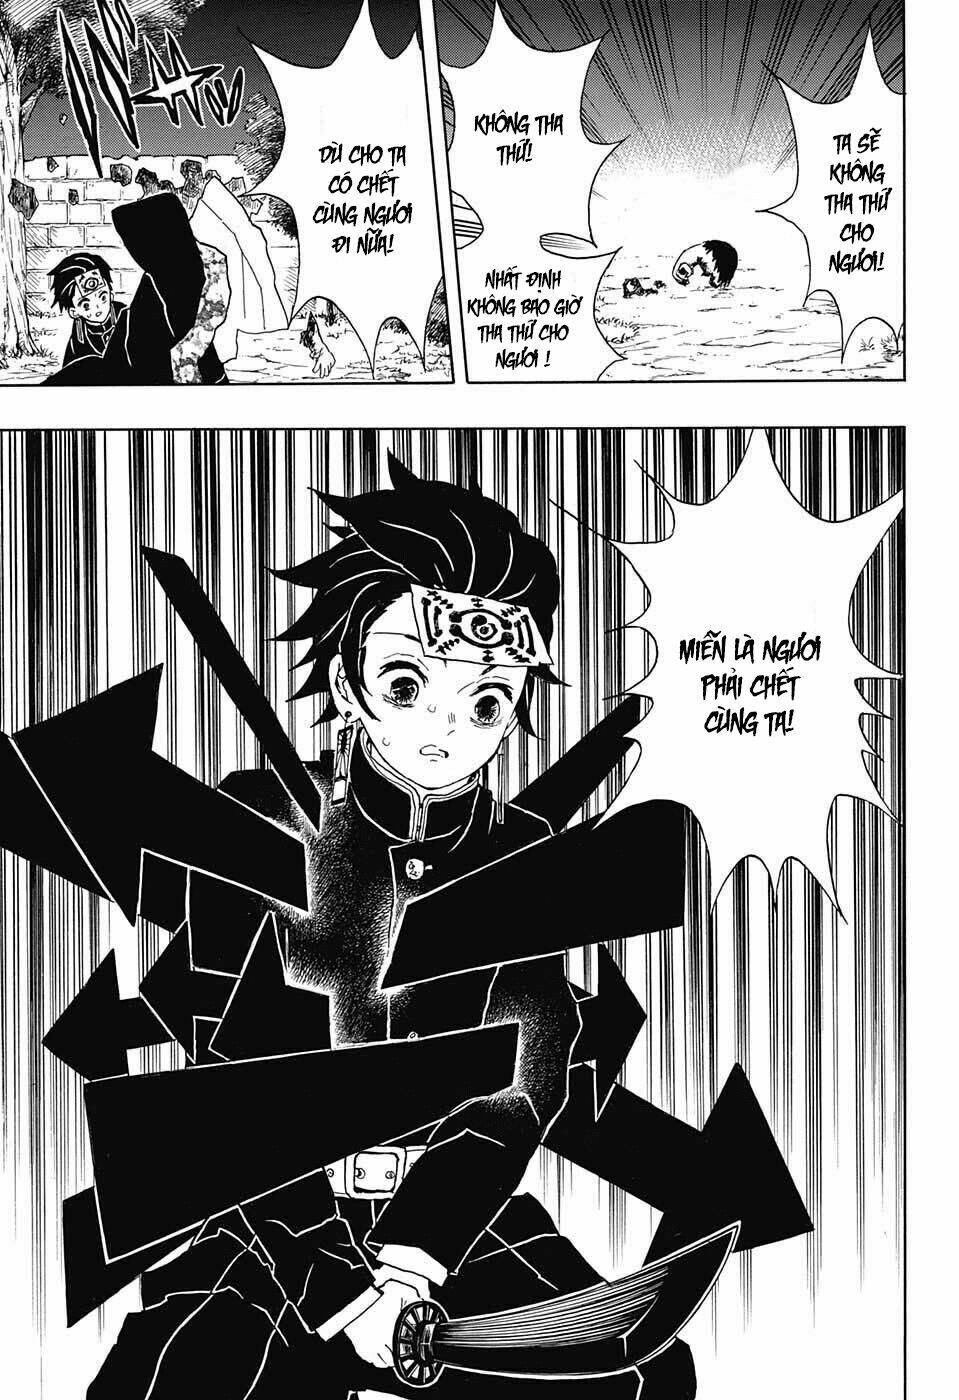 TA SẼ
KHÔNG
THA THỨ
CHO
NGƯƠI!
KHÔNG THA
THỨ!
NHẤT ĐỊNH
KHÔNG BAO GIỜ
THA THỨ CHO
NGƯƠI !
DÙ CHO TA
CÓ CHẾT
CÙNG NGƯƠI
ĐI NỮA!
MIỄN LÀ NGƯƠI
PHẢI CHẾT
CÙNG TA!